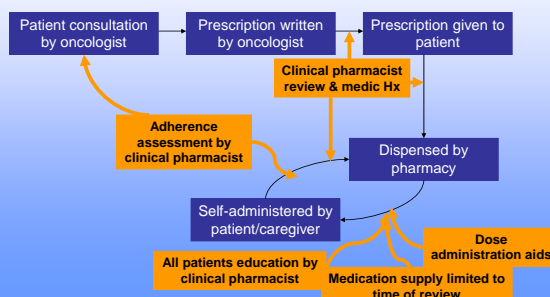 Patient consultation
by oncologist
Prescription written
by oncologist
Prescription given to
patient
Clinical pharmacist
review & medic Hx
Adherence
assessment by
clinical pharmacist
Dispensed by
pharmacy
Self-administered by
patient/caregiver
Dose
administration aids
All patients education by
clinical pharmacist
Medication supply limited to
time of review